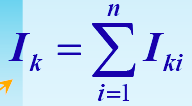 I_k = \sum_{i=1}^{n} I_{ki}